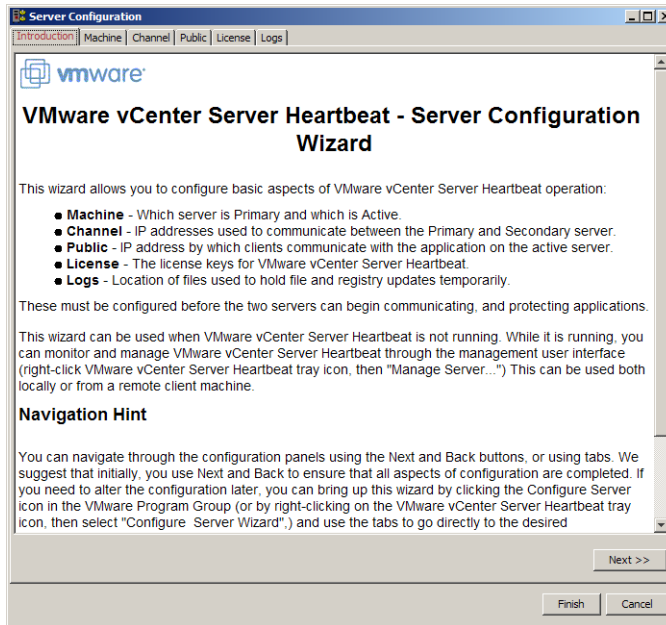 Server Configuration
Introduction Machine Channel Public License Logs
vmware
VMware vCenter Server Heartbeat - Server Configuration
Wizard
This wizard allows you to configure basic aspects of VMware vCenter Server Heartbeat operation:
● Machine - Which server is Primary and which is Active.
● Channel - IP addresses used to communicate between the Primary and Secondary server.
● Public - IP address by which clients communicate with the application on the active server.
● License - The license keys for VMware vCenter Server Heartbeat.
● Logs - Location of files used to hold file and registry updates temporarily.
These must be configured before the two servers can begin communicating, and protecting applications.
This wizard can be used when VMware vCenter Server Heartbeat is not running. While it is running, you
can monitor and manage VMware vCenter Server Heartbeat through the management user interface
(right-click VMware vCenter Server Heartbeat tray icon, then "Manage Server...") This can be used both
locally or from a remote client machine.
Navigation Hint
You can navigate through the configuration panels using the Next and Back buttons, or using tabs. We
suggest that initially, you use Next and Back to ensure that all aspects of configuration are completed. If
you need to alter the configuration later, you can bring up this wizard by clicking the Configure Server
icon in the VMware Program Group (or by right-clicking on the VMware vCenter Server Heartbeat tray
icon, then select "Configure Server Wizard",) and use the tabs to go directly to the desired
Next >>
Finish Cancel